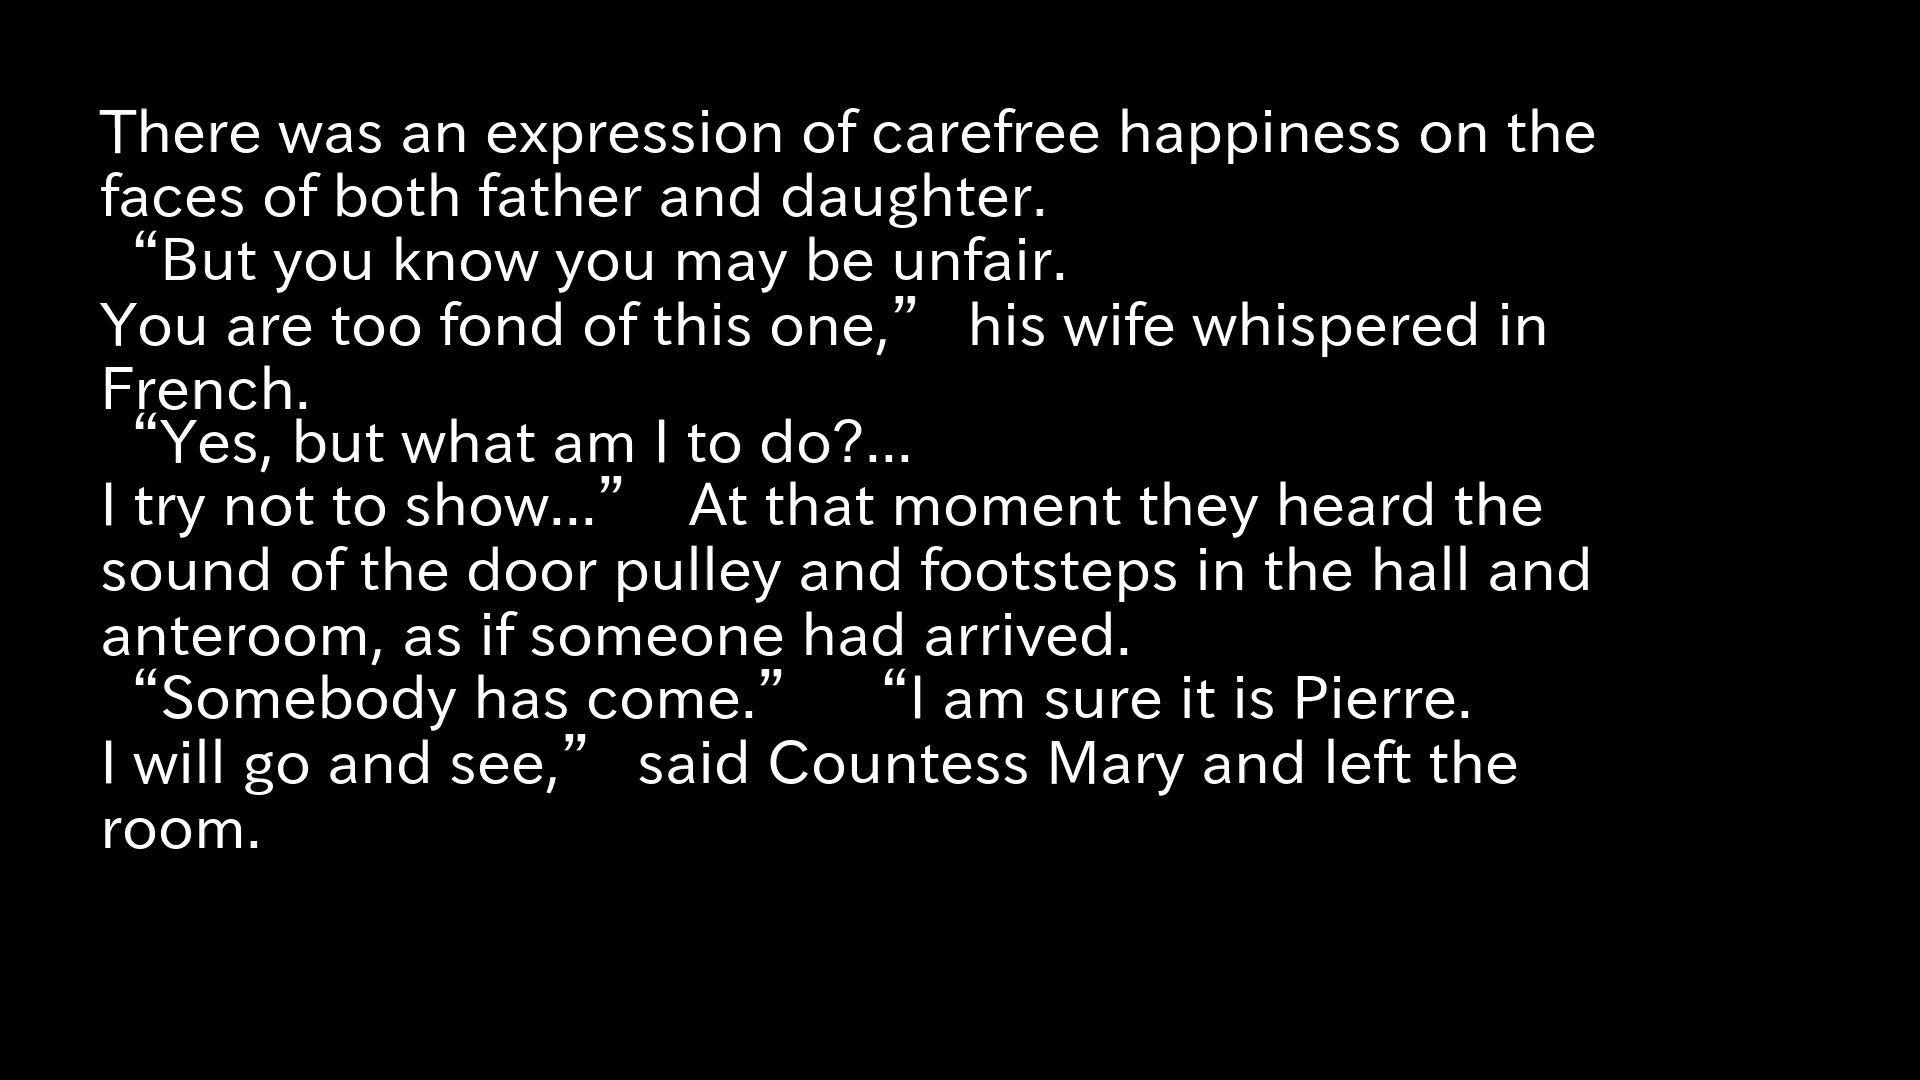 There was an expression of carefree happiness on the
faces of both father and daughter.
“But you know you may be unfair.
You are too fond of this one,” his wife whispered in
French.
“Yes, but what am I to do?...
I try not to show...” At that moment they heard the
sound of the door pulley and footsteps in the hall and
anteroom, as if someone had arrived.
“Somebody has come.” “I am sure it is Pierre.
I will go and see,” said Countess Mary and left the
room.